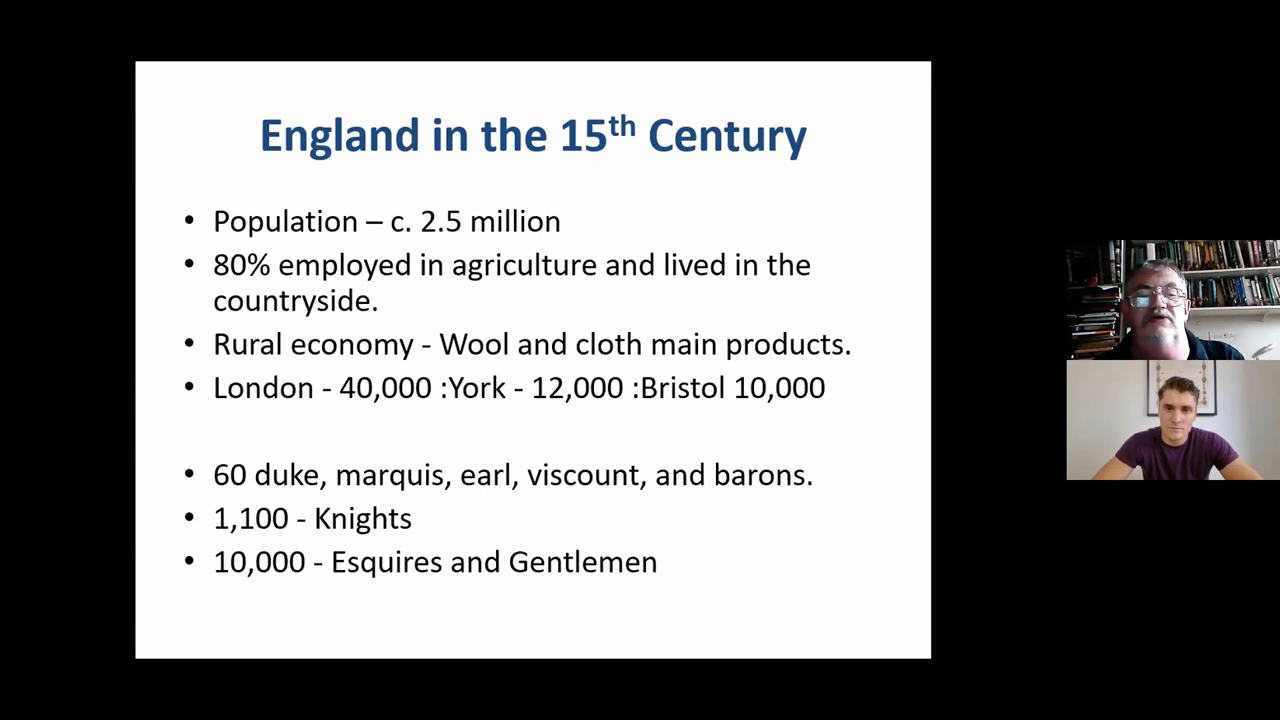 England in the 15th Century
• Population – c. 2.5 million
• 80% employed in agriculture and lived in the
countryside.
• Rural economy - Wool and cloth main products.
• London - 40,000 :York - 12,000 :Bristol 10,000
• 60 duke, marquis, earl, viscount, and barons.
• 1,100 - Knights
• 10,000 - Esquires and Gentlemen